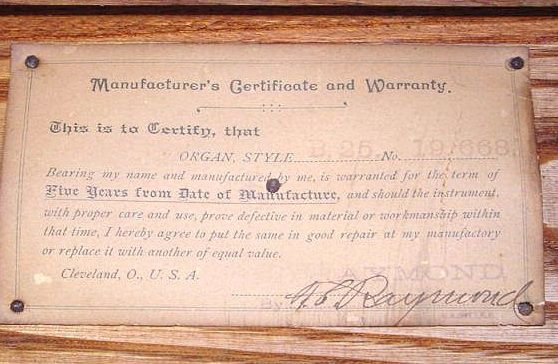 Manufacturer's Certificate and Warranty.
This is to Certify, that
ORGAN, STYLE B 25 No. 19/668
Bearing my name and manufactured by me, is warranted for the term of
Five Years from Date of Manufacture, and should the instrument,
with proper care and use, prove defective in material or workmanship within
that time, I hereby agree to put the same in good repair at my manufactory
or replace it with another of equal value.
Cleveland, O., U. S. A.
RAYMOND
By Raymond